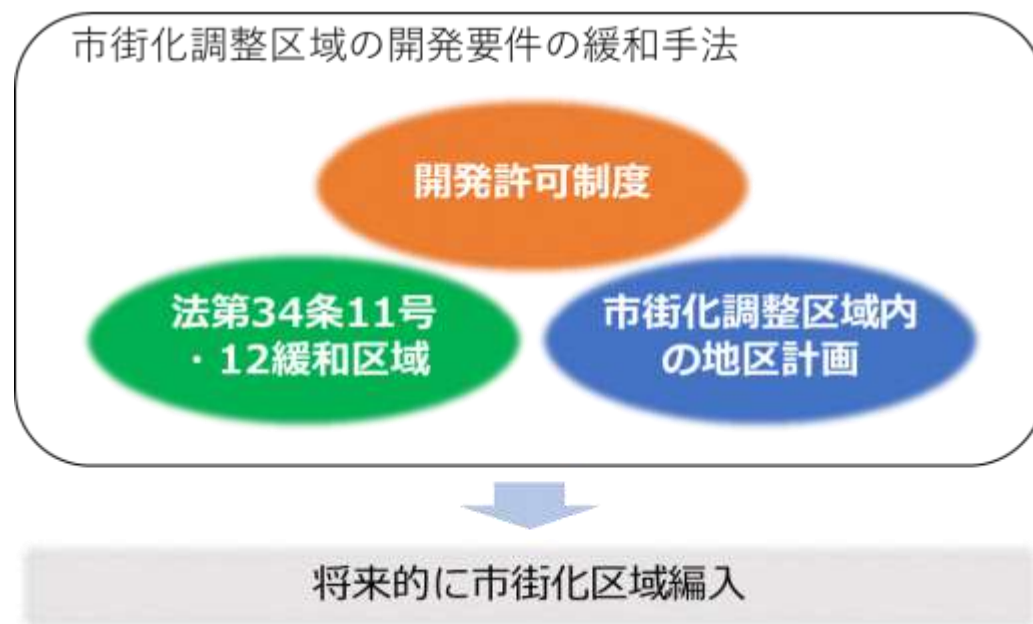 市街化調整区域の開発要件の緩和手法
開発許可制度
法第34条11号
・12緩和区域
市街化調整区域内
の地区計画
将来的に市街化区域編入